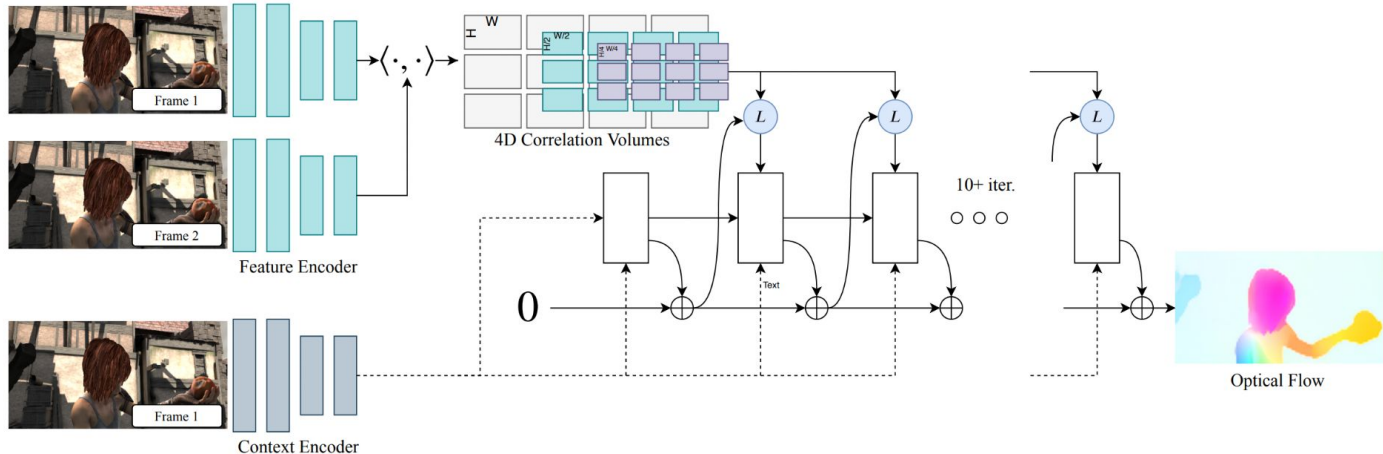 Frame 1
Frame 2
Feature Encoder
Frame 1
Context Encoder
⟨·, ·⟩
H W
H/2 W/2
H/4 W/4
4D Correlation Volumes
L
L
L
10+ iter.
Text
0
Optical Flow